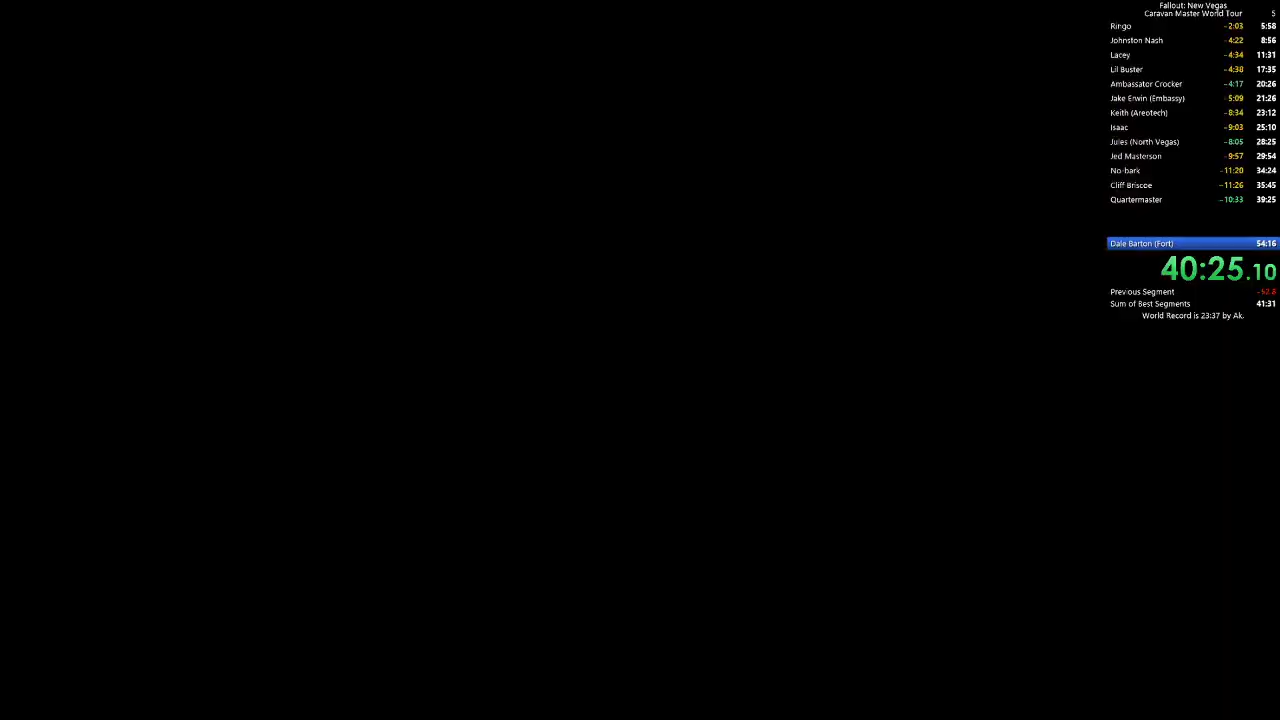 Fallout: New Vegas
Caravan Master World Tour 5
Ringo -2:03 5:58
Johnston Nash -4:22 8:56
Lacey -4:34 11:31
Lil Buster -4:38 17:35
Ambassador Crocker -4:17 20:26
Jake Erwin (Embassy) -5:09 21:26
Keith (Areotech) -8:34 23:12
Isaac -9:03 25:10
Jules (North Vegas) -8:05 28:25
Jed Masterson -9:57 29:54
No-bark -11:20 34:24
Cliff Briscoe -11:26 35:45
Quartermaster -10:33 39:25
Dale Barton (Fort) 54:16
40:25.10
Previous Segment
Sum of Best Segments 41:31
World Record is 23:37 by Ak.